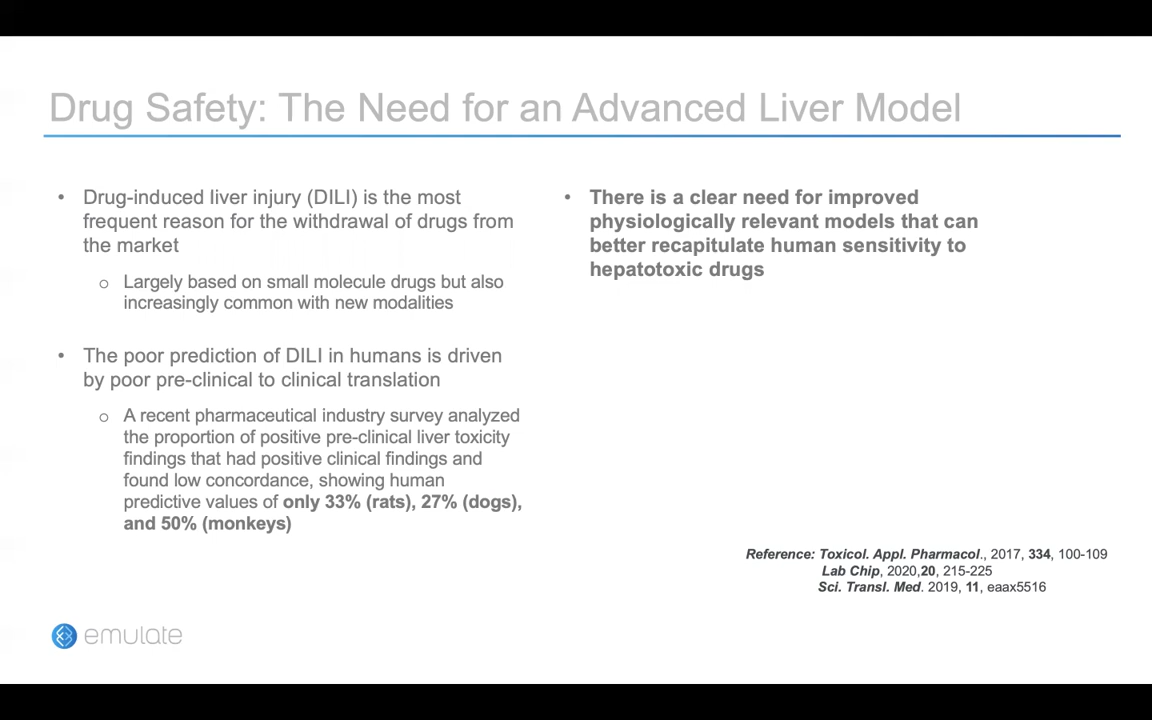 Drug Safety: The Need for an Advanced Liver Model
• Drug-induced liver injury (DILI) is the most
frequent reason for the withdrawal of drugs from
the market
o Largely based on small molecule drugs but also
increasingly common with new modalities
• The poor prediction of DILI in humans is driven
by poor pre-clinical to clinical translation
o A recent pharmaceutical industry survey analyzed
the proportion of positive pre-clinical liver toxicity
findings that had positive clinical findings and
found low concordance, showing human
predictive values of only 33% (rats), 27% (dogs),
and 50% (monkeys)
• There is a clear need for improved
physiologically relevant models that can
better recapitulate human sensitivity to
hepatotoxic drugs
Reference: Toxicol. Appl. Pharmacol., 2017, 334, 100-109
Lab Chip, 2020,20, 215-225
Sci. Transl. Med. 2019, 11, eaax5516
emulate